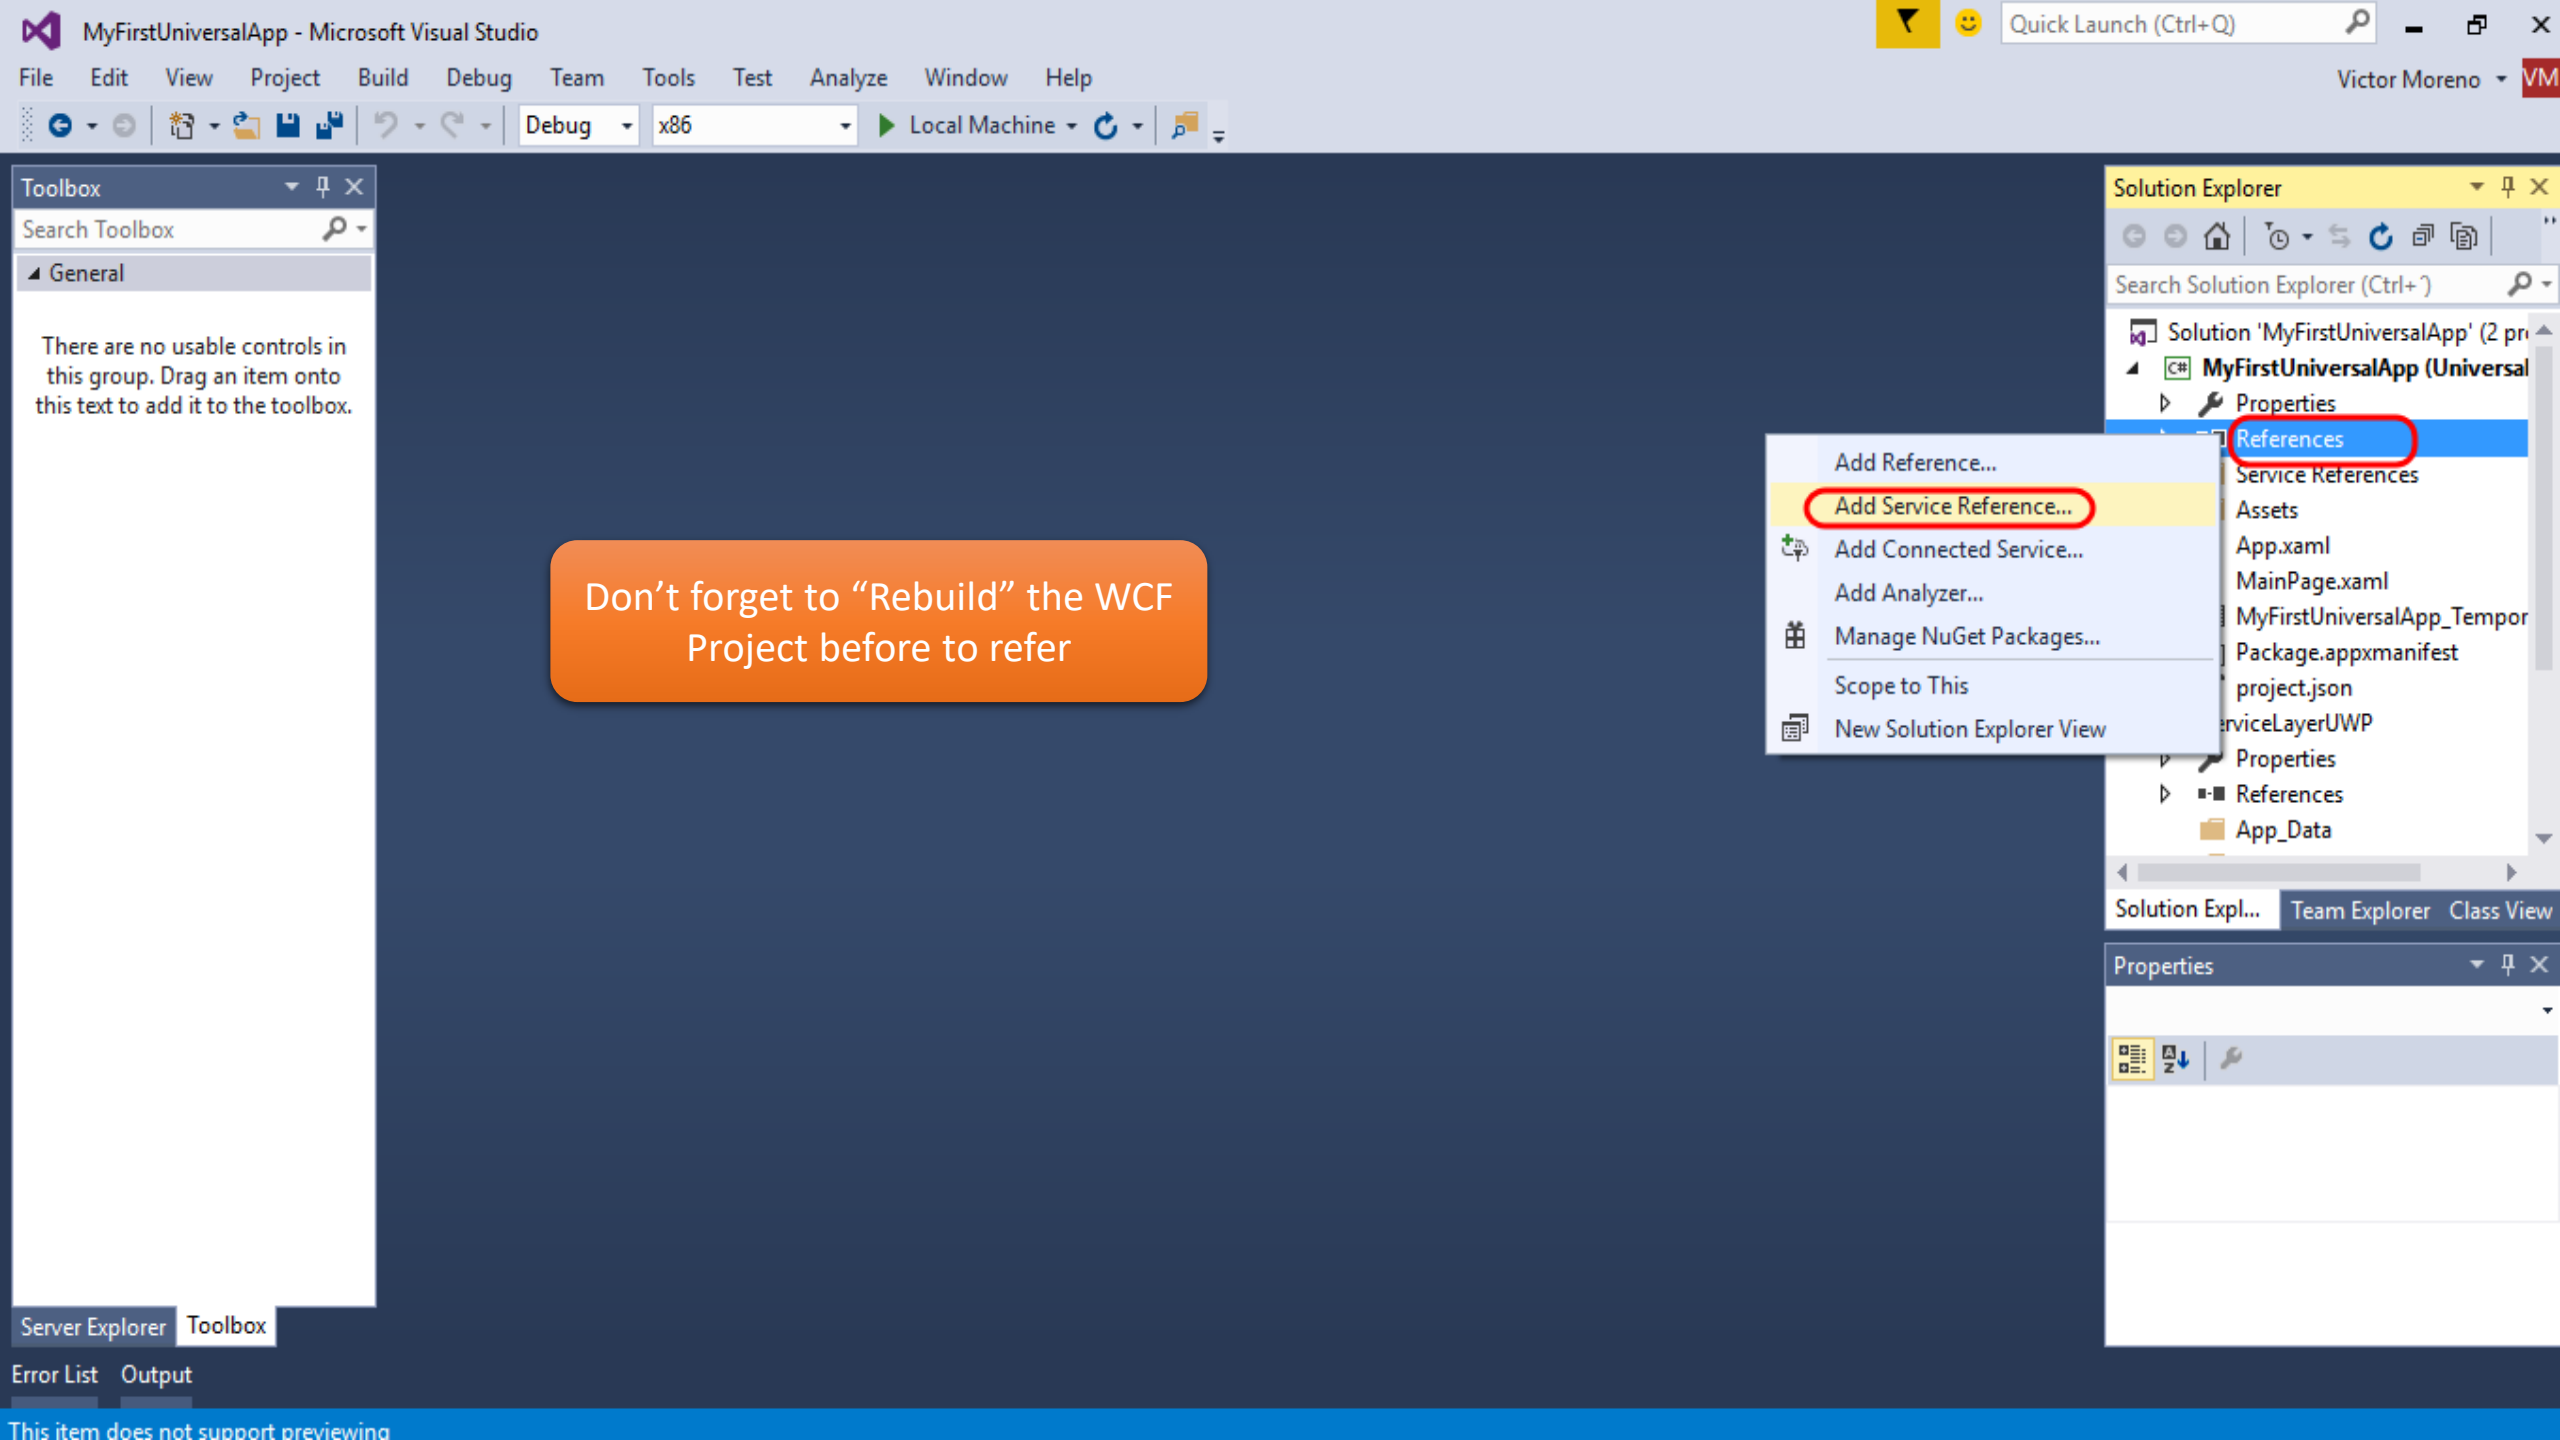 MyFirstUniversalApp - Microsoft Visual Studio
Quick Launch (Ctrl+Q)
File Edit View Project Build Debug Team Tools Test Analyze Window Help
Victor Moreno VM
Debug x86 Local Machine
Toolbox
Search Toolbox
General
There are no usable controls in
this group. Drag an item onto
this text to add it to the toolbox.
Don’t forget to “Rebuild” the WCF
Project before to refer
Add Reference...
Add Service Reference...
Add Connected Service...
Add Analyzer...
Manage NuGet Packages...
Scope to This
New Solution Explorer View
Solution Explorer
Search Solution Explorer (Ctrl+´)
Solution 'MyFirstUniversalApp' (2 pr
C# MyFirstUniversalApp (Universal
Properties
References
Service References
Assets
App.xaml
MainPage.xaml
MyFirstUniversalApp_Tempor
Package.appxmanifest
project.json
rviceLayerUWP
Properties
References
App_Data
Solution Expl... Team Explorer Class View
Properties
Server Explorer Toolbox
Error List Output
This item does not support previewing